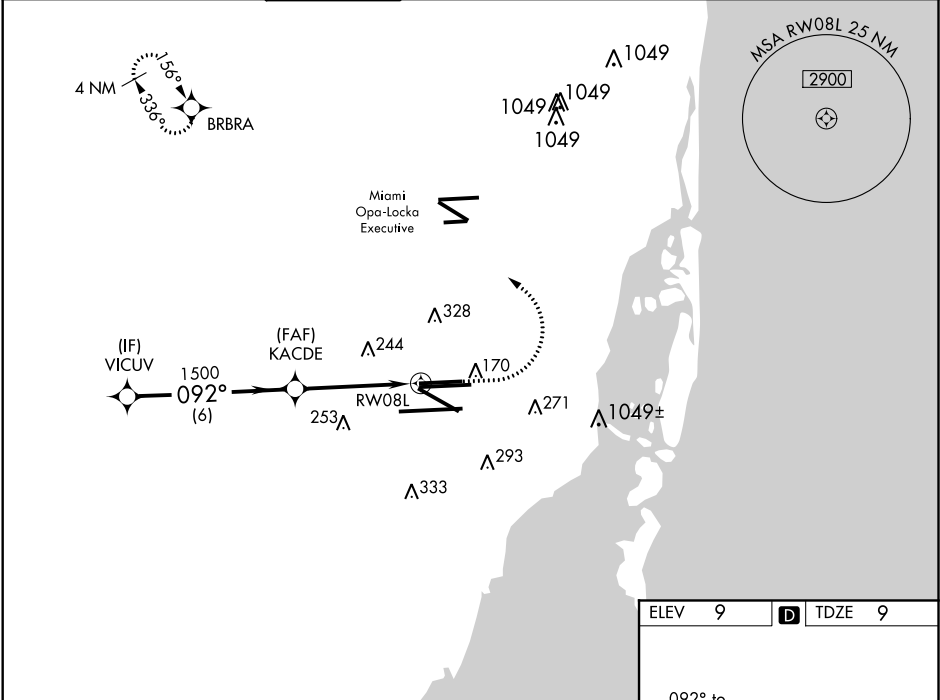 MSA RW08L 25 NM
2900
1049
1049
1049
1049
156°
4 NM
336°
BRBRA
Miami
Opa-Locka
Executive
328
244
(IF)
VICUV
(FAF)
KACDE
1500
092°
(6)
RW08L
170
253
271
1049±
293
333
ELEV 9 D TDZE 9
092° to